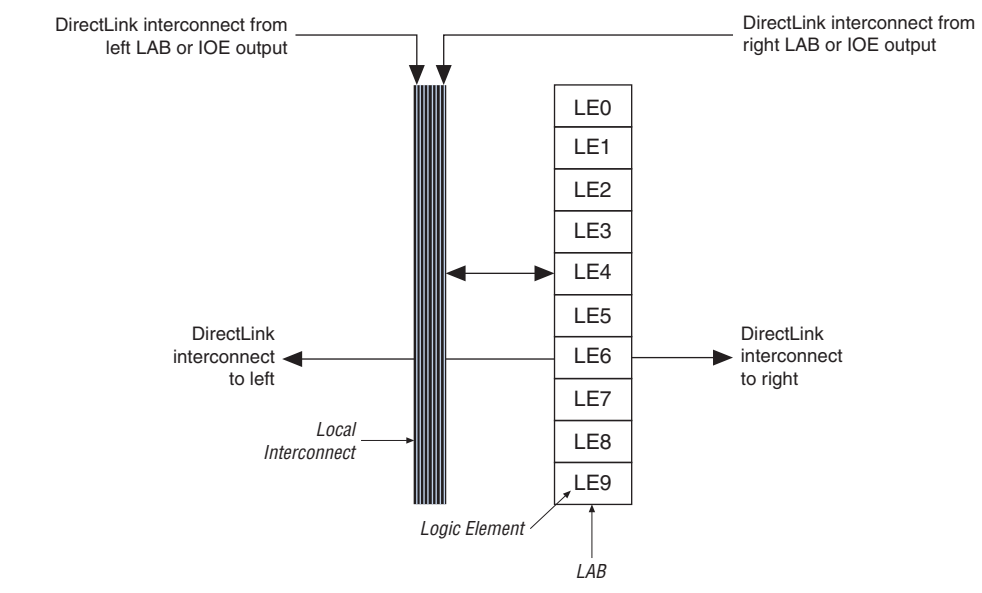 DirectLink interconnect from
left LAB or IOE output
DirectLink interconnect from
right LAB or IOE output
LE0
LE1
LE2
LE3
LE4
LE5
LE6
LE7
LE8
LE9
DirectLink
interconnect
to left
DirectLink
interconnect
to right
Local
Interconnect
Logic Element
LAB